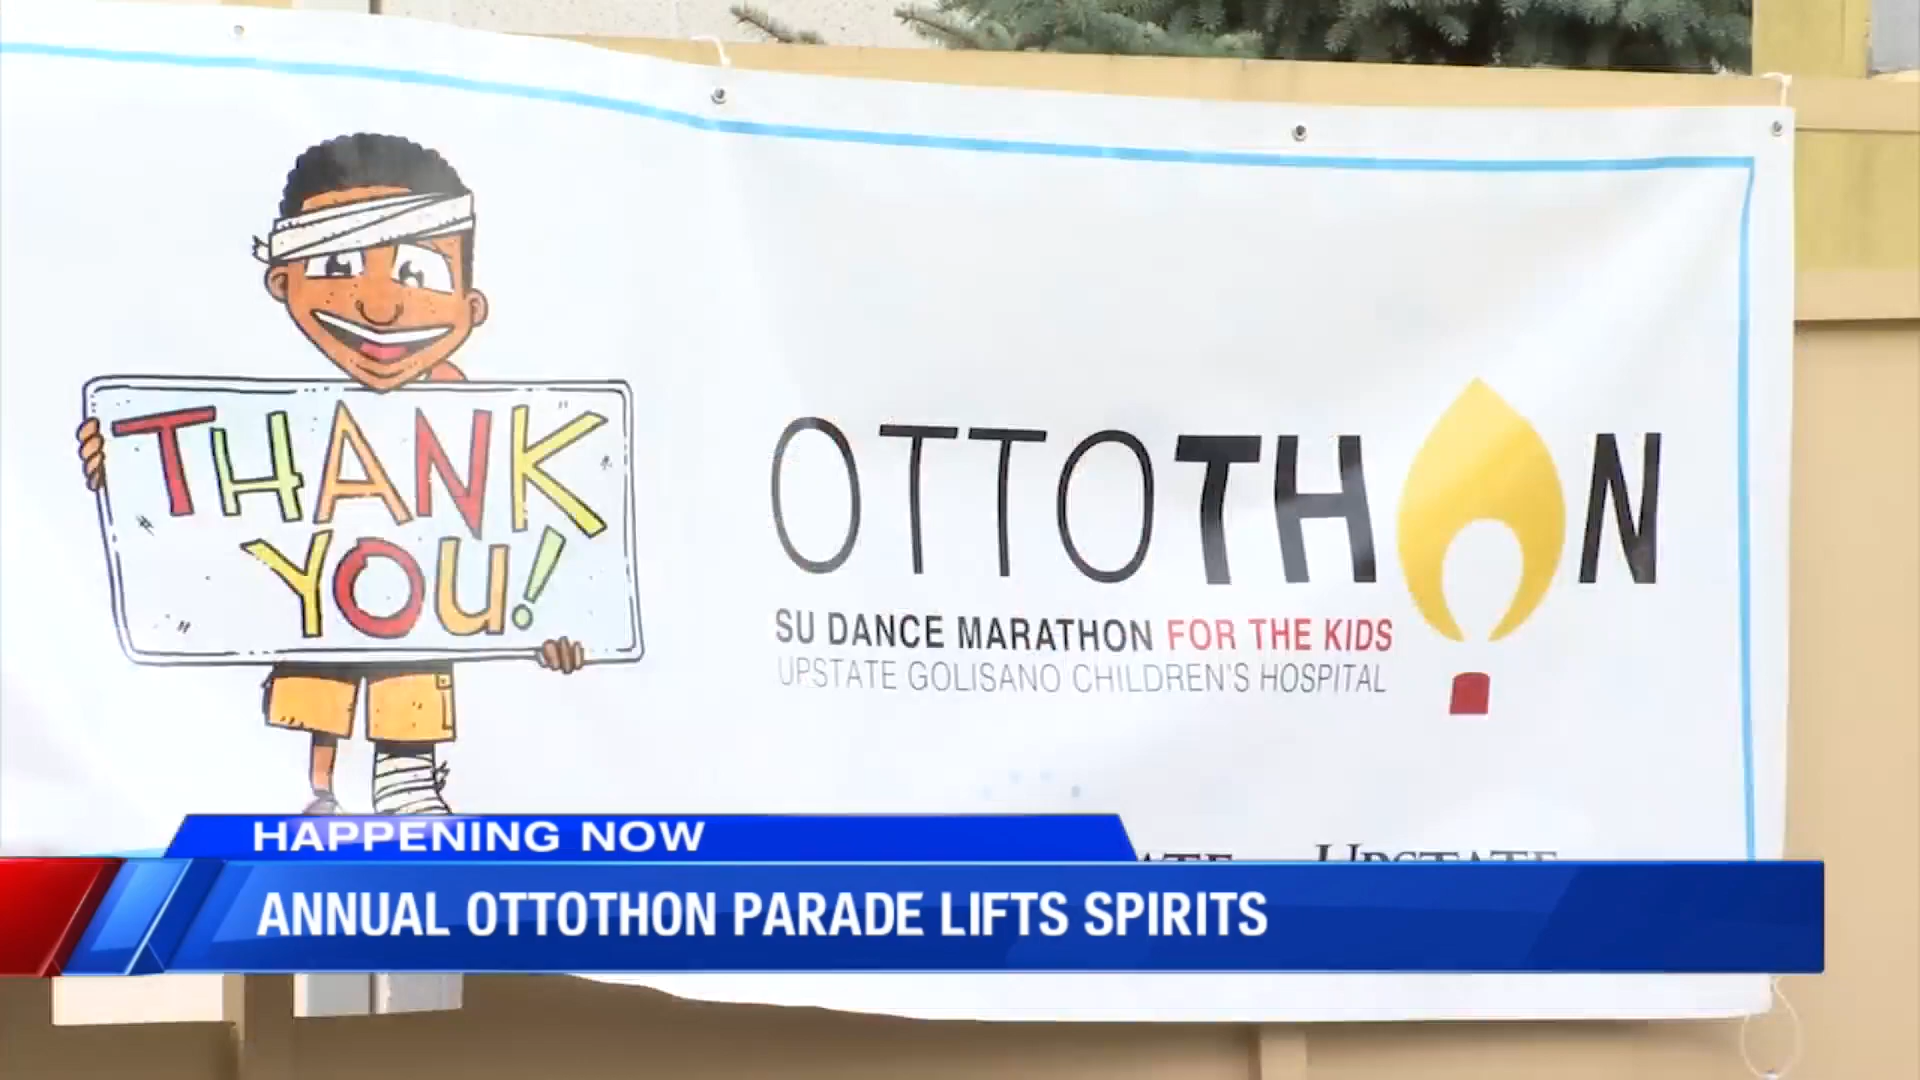 THANK
YOU!
OTTOTHON
SU DANCE MARATHON FOR THE KIDS
UPSTATE GOLISANO CHILDREN'S HOSPITAL
UPSTATE
HAPPENING NOW
ANNUAL OTTOTHON PARADE LIFTS SPIRITS